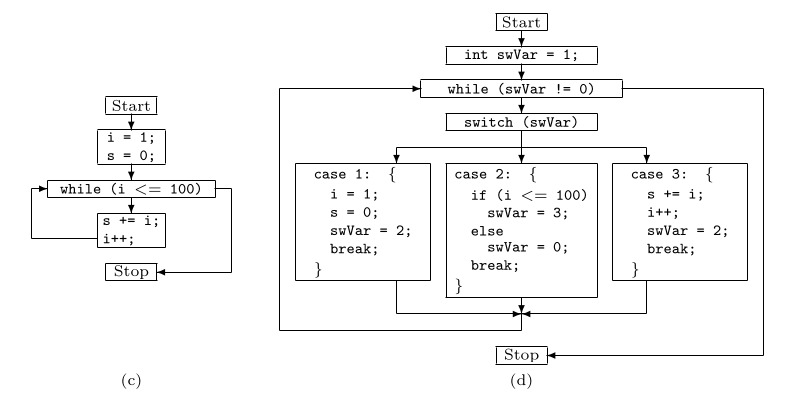 Start
i = 1;
s = 0;
while (i <= 100)
s += i;
i++;
Stop
(c)
Start
int swVar = 1;
while (swVar != 0)
switch (swVar)
case 1: {
i = 1;
s = 0;
swVar = 2;
break;
}
case 2: {
if (i <= 100)
swVar = 3;
else
swVar = 0;
break;
}
case 3: {
s += i;
i++;
swVar = 2;
break;
}
Stop
(d)